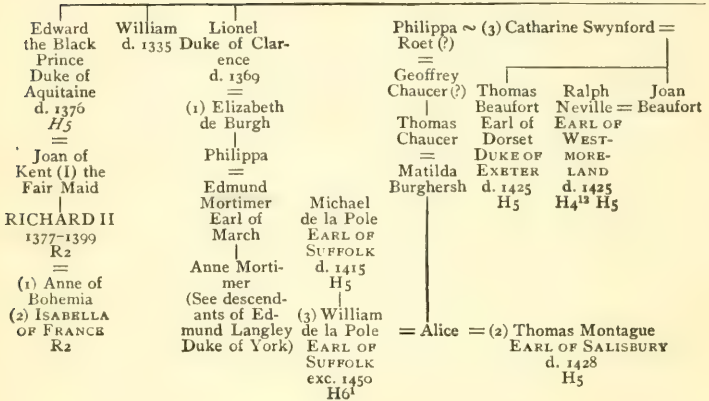 Edward
the Black
Prince
Duke of
Aquitaine
d. 1376
H5
=
Joan of
Kent (I) the
Fair Maid
RICHARD II
1377-1399
R2
=
(1) Anne of
Bohemia
(2) ISABELLA
OF FRANCE
R2
William
d. 1335
Lionel
Duke of Clar-
ence
d. 1369
=
(1) Elizabeth
de Burgh
Philippa
=
Edmund
Mortimer
Earl of
March
Anne Morti-
mer
(See descend-
ants of Ed-
mund Langley
Duke of York)
Michael
de la Pole
EARL OF
SUFFOLK
d. 1415
H5
(3) William
de la Pole
EARL OF
SUFFOLK
exc. 1450
H6¹
Philippa ~ (3) Catharine Swynford =
Roet (?)
=
Geoffrey
Chaucer (?)
Thomas
Chaucer
=
Matilda
Burghersh
Thomas
Beaufort
Earl of
Dorset
DUKE OF
EXETER
d. 1425
H5
Ralph
Neville = Joan Beaufort
EARL OF
WEST-
MORE-
LAND
d. 1425
H4¹² H5
= Alice = (2) Thomas Montague
EARL OF SALISBURY
d. 1428
H5